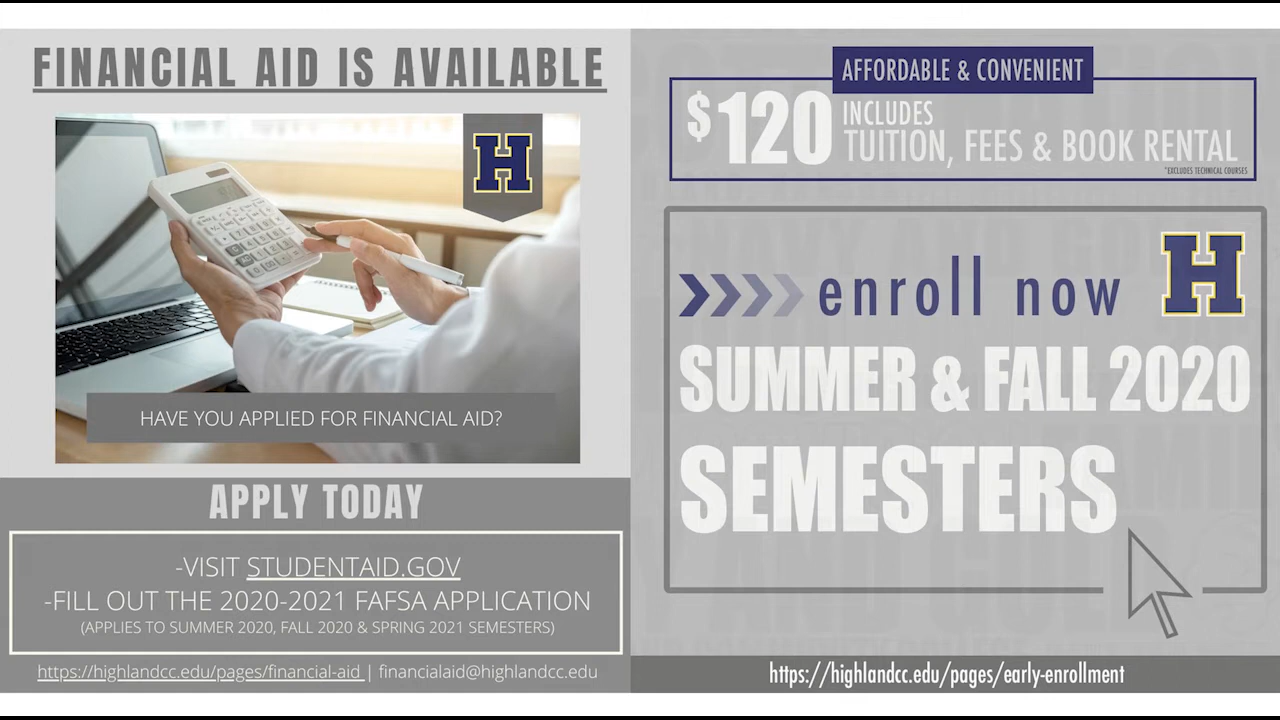 FINANCIAL AID IS AVAILABLE
H
HAVE YOU APPLIED FOR FINANCIAL AID?
APPLY TODAY
-VISIT STUDENTAID.GOV
-FILL OUT THE 2020-2021 FAFSA APPLICATION
(APPLIES TO SUMMER 2020, FALL 2020 & SPRING 2021 SEMESTERS)
https://highlandcc.edu/pages/financial-aid | financialaid@highlandcc.edu
AFFORDABLE & CONVENIENT
$120 INCLUDES
TUITION, FEES & BOOK RENTAL
*EXCLUDES TECHNICAL COURSES
enroll now H
SUMMER & FALL 2020
SEMESTERS
https://highlandcc.edu/pages/early-enrollment